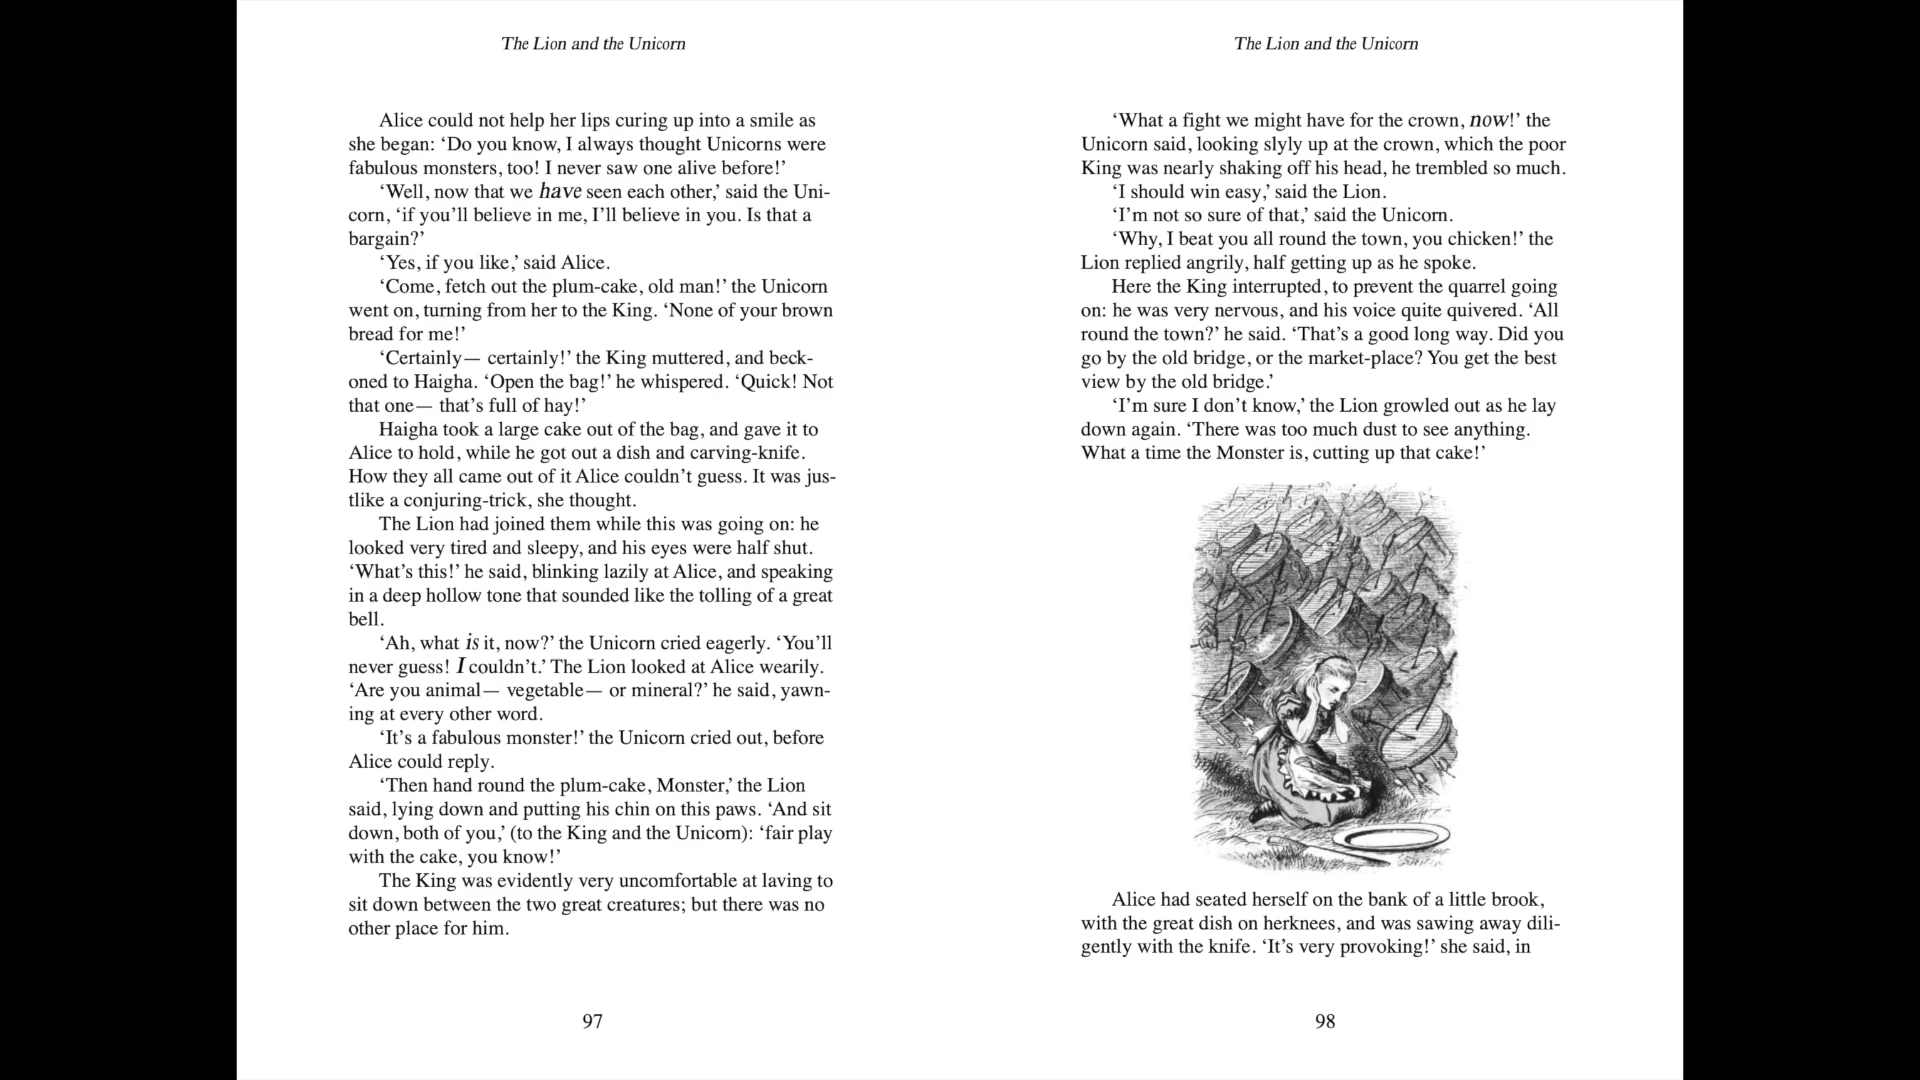 The Lion and the Unicorn
Alice could not help her lips curing up into a smile as
she began: ‘Do you know, I always thought Unicorns were
fabulous monsters, too! I never saw one alive before!’
‘Well, now that we have seen each other,’ said the Uni-
corn, ‘if you’ll believe in me, I’ll believe in you. Is that a
bargain?’
‘Yes, if you like,’ said Alice.
‘Come, fetch out the plum-cake, old man!’ the Unicorn
went on, turning from her to the King. ‘None of your brown
bread for me!’
‘Certainly— certainly!’ the King muttered, and beck-
oned to Haigha. ‘Open the bag!’ he whispered. ‘Quick! Not
that one— that’s full of hay!’
Haigha took a large cake out of the bag, and gave it to
Alice to hold, while he got out a dish and carving-knife.
How they all came out of it Alice couldn’t guess. It was jus-
tlike a conjuring-trick, she thought.
The Lion had joined them while this was going on: he
looked very tired and sleepy, and his eyes were half shut.
‘What’s this!’ he said, blinking lazily at Alice, and speaking
in a deep hollow tone that sounded like the tolling of a great
bell.
‘Ah, what is it, now?’ the Unicorn cried eagerly. ‘You’ll
never guess! I couldn’t.’ The Lion looked at Alice wearily.
‘Are you animal— vegetable— or mineral?’ he said, yawn-
ing at every other word.
‘It’s a fabulous monster!’ the Unicorn cried out, before
Alice could reply.
‘Then hand round the plum-cake, Monster,’ the Lion
said, lying down and putting his chin on this paws. ‘And sit
down, both of you,’ (to the King and the Unicorn): ‘fair play
with the cake, you know!’
The King was evidently very uncomfortable at laving to
sit down between the two great creatures; but there was no
other place for him.
97
The Lion and the Unicorn
‘What a fight we might have for the crown, now!’ the
Unicorn said, looking slyly up at the crown, which the poor
King was nearly shaking off his head, he trembled so much.
‘I should win easy,’ said the Lion.
‘I’m not so sure of that,’ said the Unicorn.
‘Why, I beat you all round the town, you chicken!’ the
Lion replied angrily, half getting up as he spoke.
Here the King interrupted, to prevent the quarrel going
on: he was very nervous, and his voice quite quivered. ‘All
round the town?’ he said. ‘That’s a good long way. Did you
go by the old bridge, or the market-place? You get the best
view by the old bridge.’
‘I’m sure I don’t know,’ the Lion growled out as he lay
down again. ‘There was too much dust to see anything.
What a time the Monster is, cutting up that cake!’
Alice had seated herself on the bank of a little brook,
with the great dish on herknees, and was sawing away dili-
gently with the knife. ‘It’s very provoking!’ she said, in
98